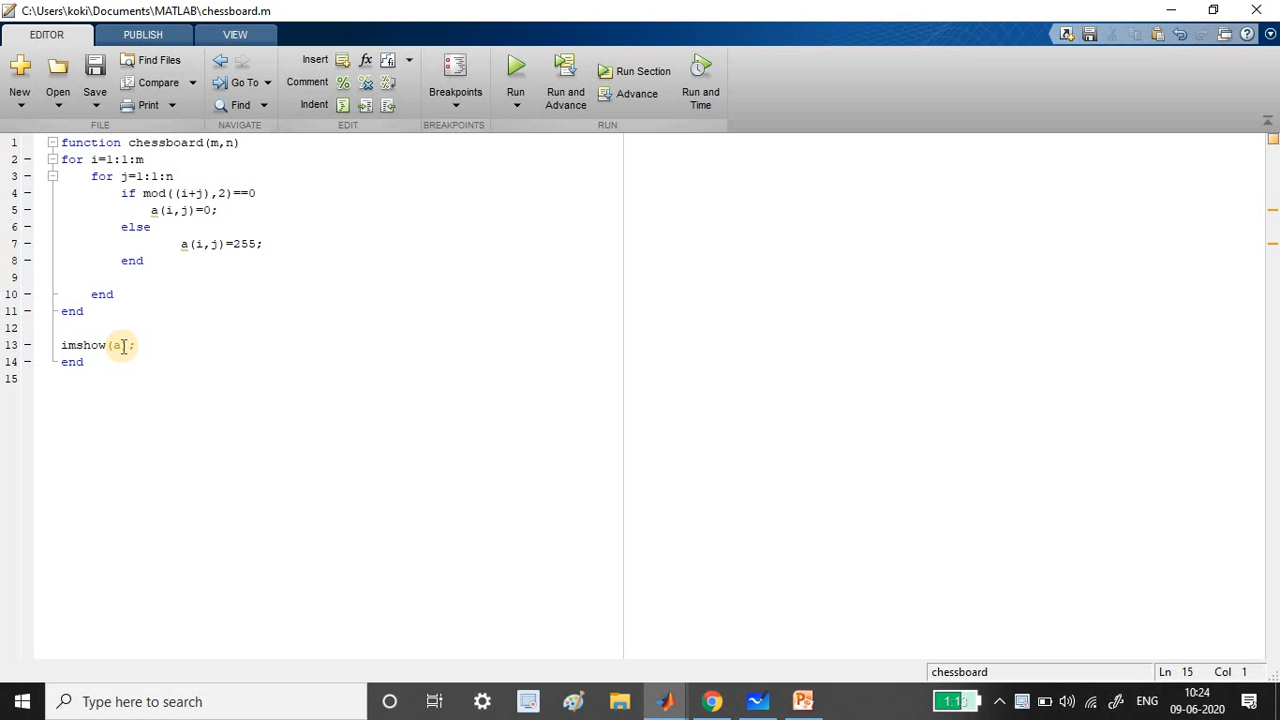 C:\Users\koki\Documents\MATLAB\chessboard.m
EDITOR PUBLISH VIEW
New Open Save Find Files Compare Print
Insert fx Comment Indent
Go To Find
Breakpoints
Run Run and Advance Run Section Advance Run and Time
FILE NAVIGATE EDIT BREAKPOINTS RUN
1 function chessboard(m,n)
2 for i=1:1:m
3 for j=1:1:n
4 if mod((i+j),2)==0
5 a(i,j)=0;
6 else
7 a(i,j)=255;
8 end
9
10 end
11 end
12
13 imshow(a);
14 end
15
chessboard Ln 15 Col 1
Type here to search
ENG
10:24
09-06-2020